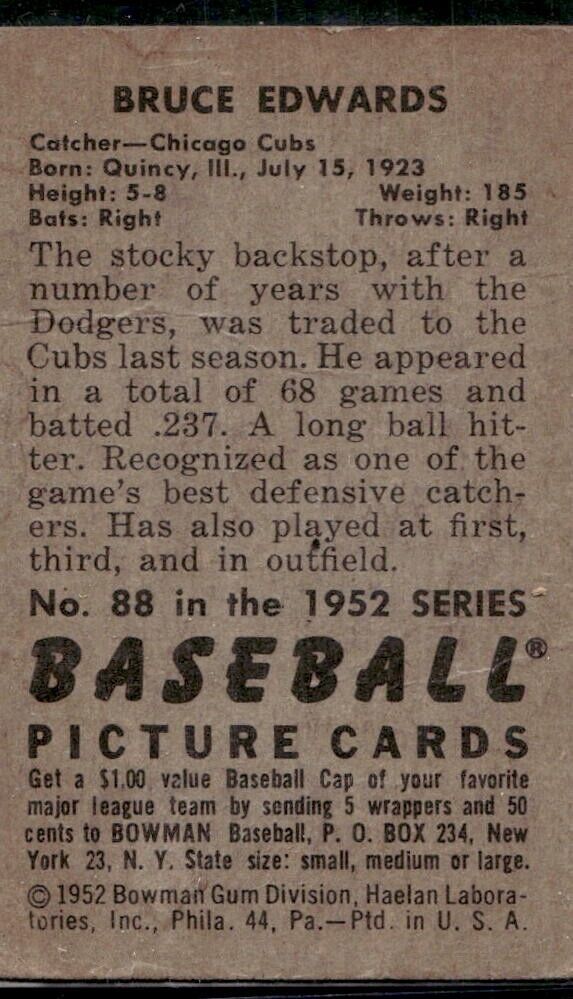 BRUCE EDWARDS
Catcher—Chicago Cubs
Born: Quincy, Ill., July 15, 1923
Height: 5-8 Weight: 185
Bats: Right Throws: Right
The stocky backstop, after a
number of years with the
Dodgers, was traded to the
Cubs last season. He appeared
in a total of 68 games and
batted .237. A long ball hit-
ter. Recognized as one of the
game's best defensive catch-
ers. Has also played at first,
third, and in outfield.
No. 88 in the 1952 SERIES
BASEBALL®
PICTURE CARDS
Get a $1.00 value Baseball Cap of your favorite
major league team by sending 5 wrappers and 50
cents to BOWMAN Baseball, P. O. BOX 234, New
York 23, N. Y. State size: small, medium or large.
© 1952 Bowman Gum Division, Haelan Labora-
tories, Inc., Phila. 44, Pa.—Ptd. in U. S. A.